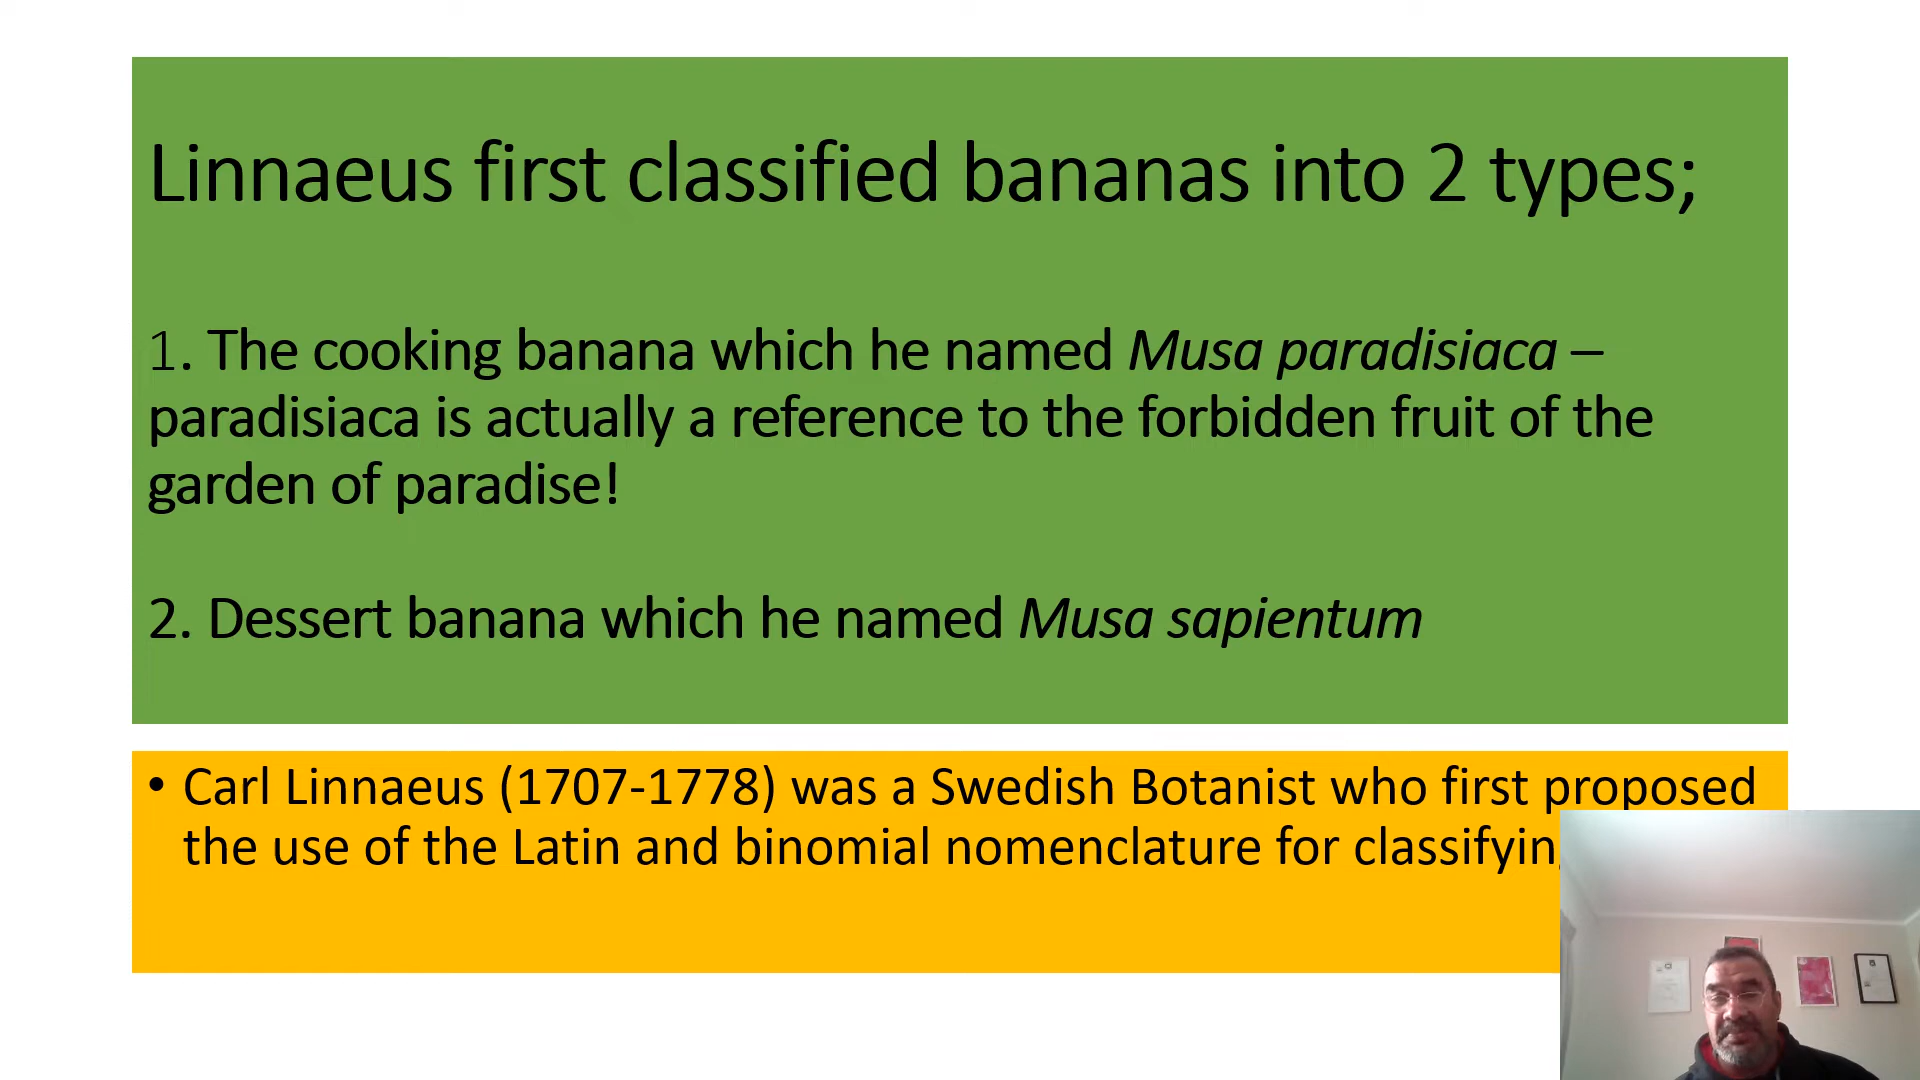 Linnaeus first classified bananas into 2 types;
1. The cooking banana which he named Musa paradisiaca –
paradisiaca is actually a reference to the forbidden fruit of the
garden of paradise!
2. Dessert banana which he named Musa sapientum
• Carl Linnaeus (1707-1778) was a Swedish Botanist who first proposed
the use of the Latin and binomial nomenclature for